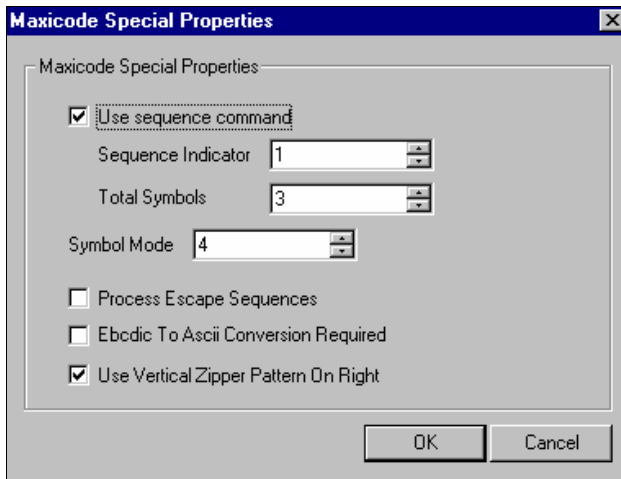 Maxicode Special Properties
Maxicode Special Properties
Use sequence command
Sequence Indicator 1
Total Symbols 3
Symbol Mode 4
Process Escape Sequences
Ebcdic To Ascii Conversion Required
Use Vertical Zipper Pattern On Right
OK Cancel